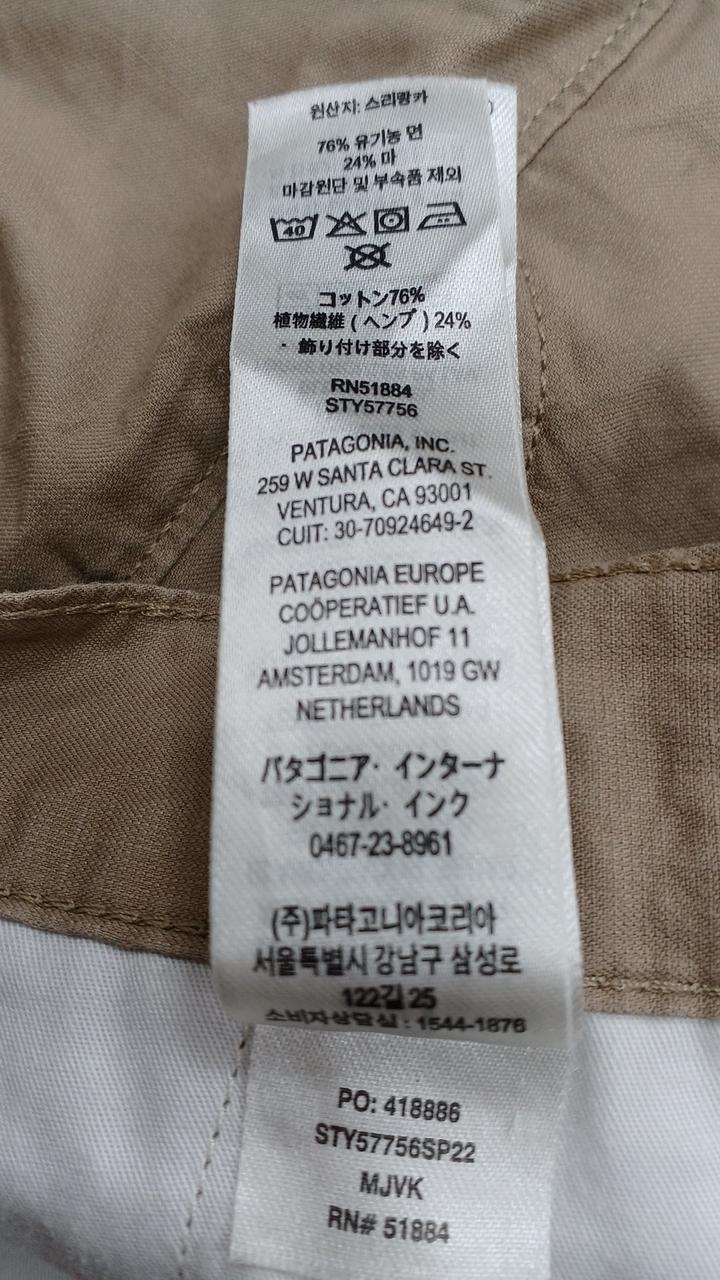 원산지: 스리랑카
76% 유기농 면
24% 마
마감원단 및 부속품 제외
40
コットン76%
植物繊維 ( ヘンプ ) 24%
・ 飾り付け部分を除く
RN51884
STY57756
PATAGONIA, INC.
259 W SANTA CLARA ST.
VENTURA, CA 93001
CUIT: 30-70924649-2
PATAGONIA EUROPE
COÖPERATIEF U.A.
JOLLEMANHOF 11
AMSTERDAM, 1019 GW
NETHERLANDS
パタゴニア・インターナ
ショナル・インク
0467-23-8961
(주)파타고니아코리아
서울특별시 강남구 삼성로
122길 25
소비자상담실 : 1544-1876
PO: 418886
STY57756SP22
MJVK
RN# 51884